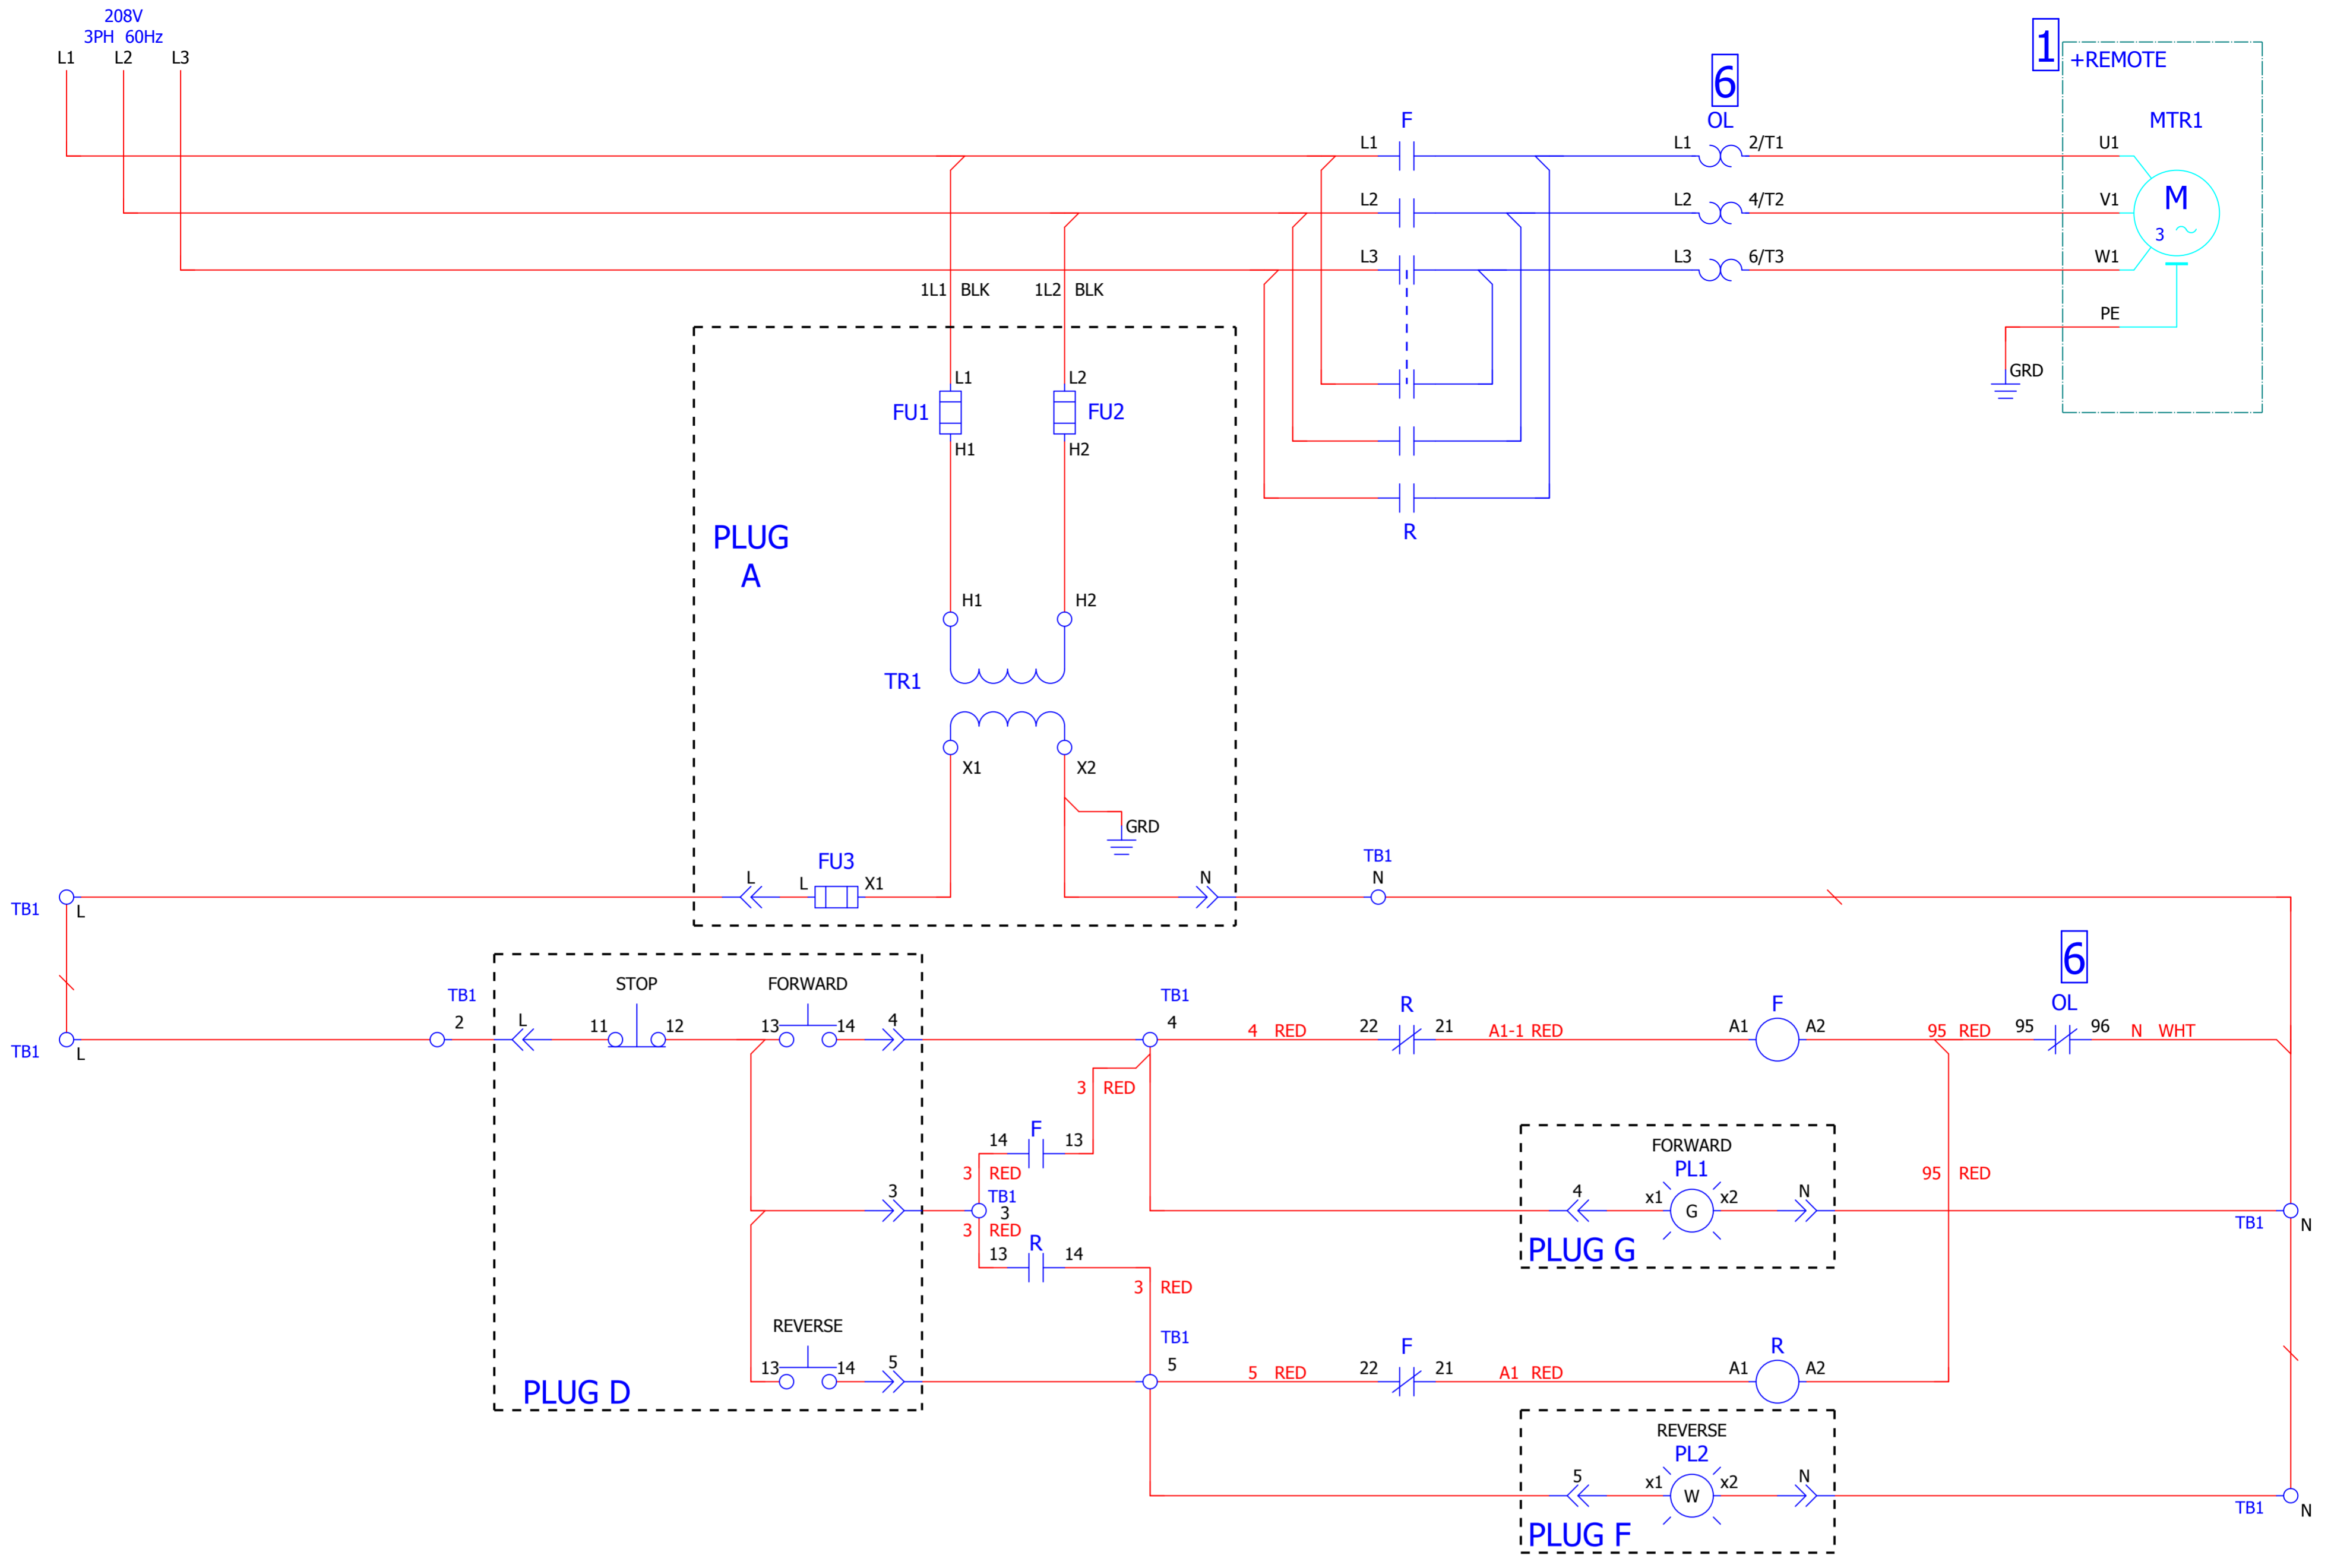 208V
3PH 60Hz
L1 L2 L3
1
+REMOTE
6
F OL MTR1
L1 L1 2/T1 U1
M
3
L2 L2 4/T2 V1
L3 L3 6/T3 W1
1L1 BLK 1L2 BLK
PE
GRD
L1 L2
FU1 FU2
H1 H2
R
PLUG
A
H1 H2
TR1
X1 X2
GRD
FU3
L L X1 N
TB1
N
TB1 L
6
STOP FORWARD
TB1 TB1 R F OL
2 L 11 12 13 14 4 4
4 RED 22 21 A1-1 RED A1 A2 95 RED 95 96 N WHT
TB1 L
3 RED
F
14 13
3 RED
TB1
3
3 3 RED
R
13 14
3 RED
FORWARD
PL1
4 x1 G x2 N
PLUG G
95 RED
TB1 N
REVERSE
TB1 F R
13 14 5 5
5 RED 22 21 A1 RED A1 A2
PLUG D
REVERSE
PL2
5 x1 W x2 N
PLUG F
TB1 N